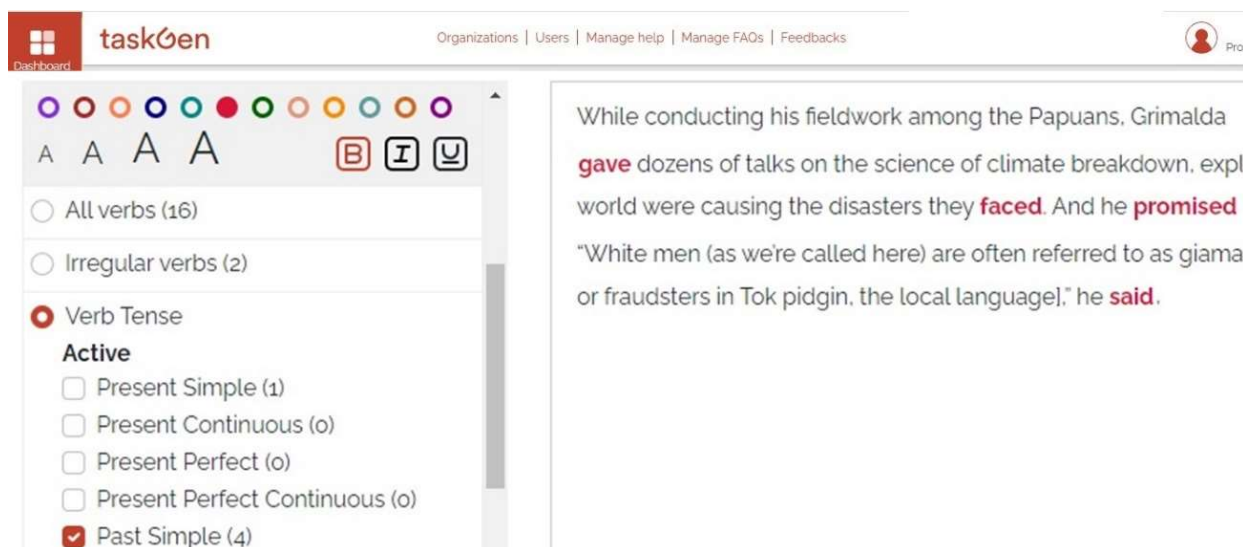 taskGen
Organizations | Users | Manage help | Manage FAQs | Feedbacks
Dashboard
A A A A B I U
All verbs (16)
Irregular verbs (2)
Verb Tense
Active
Present Simple (1)
Present Continuous (0)
Present Perfect (0)
Present Perfect Continuous (0)
Past Simple (4)
While conducting his fieldwork among the Papuans, Grimalda
gave dozens of talks on the science of climate breakdown, expl
world were causing the disasters they faced. And he promised
“White men (as we're called here) are often referred to as giama
or fraudsters in Tok pidgin, the local language],” he said.